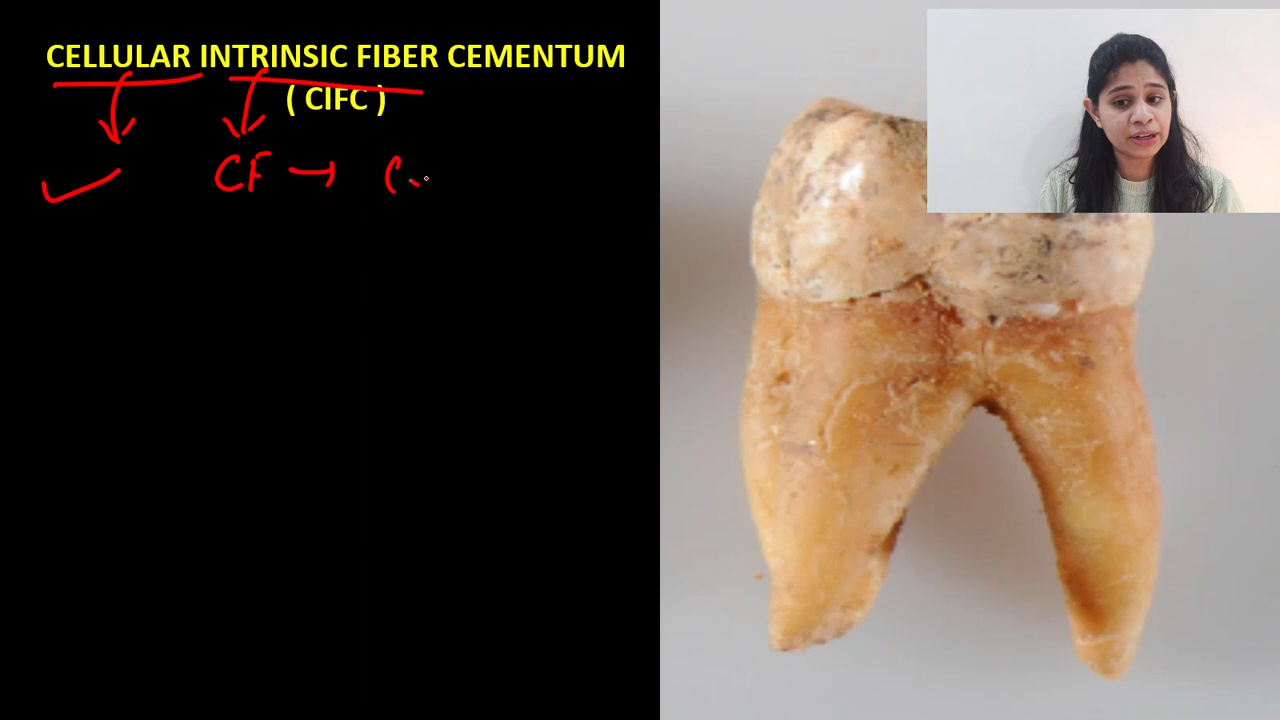 CELLULAR INTRINSIC FIBER CEMENTUM
( CIFC )
CF →